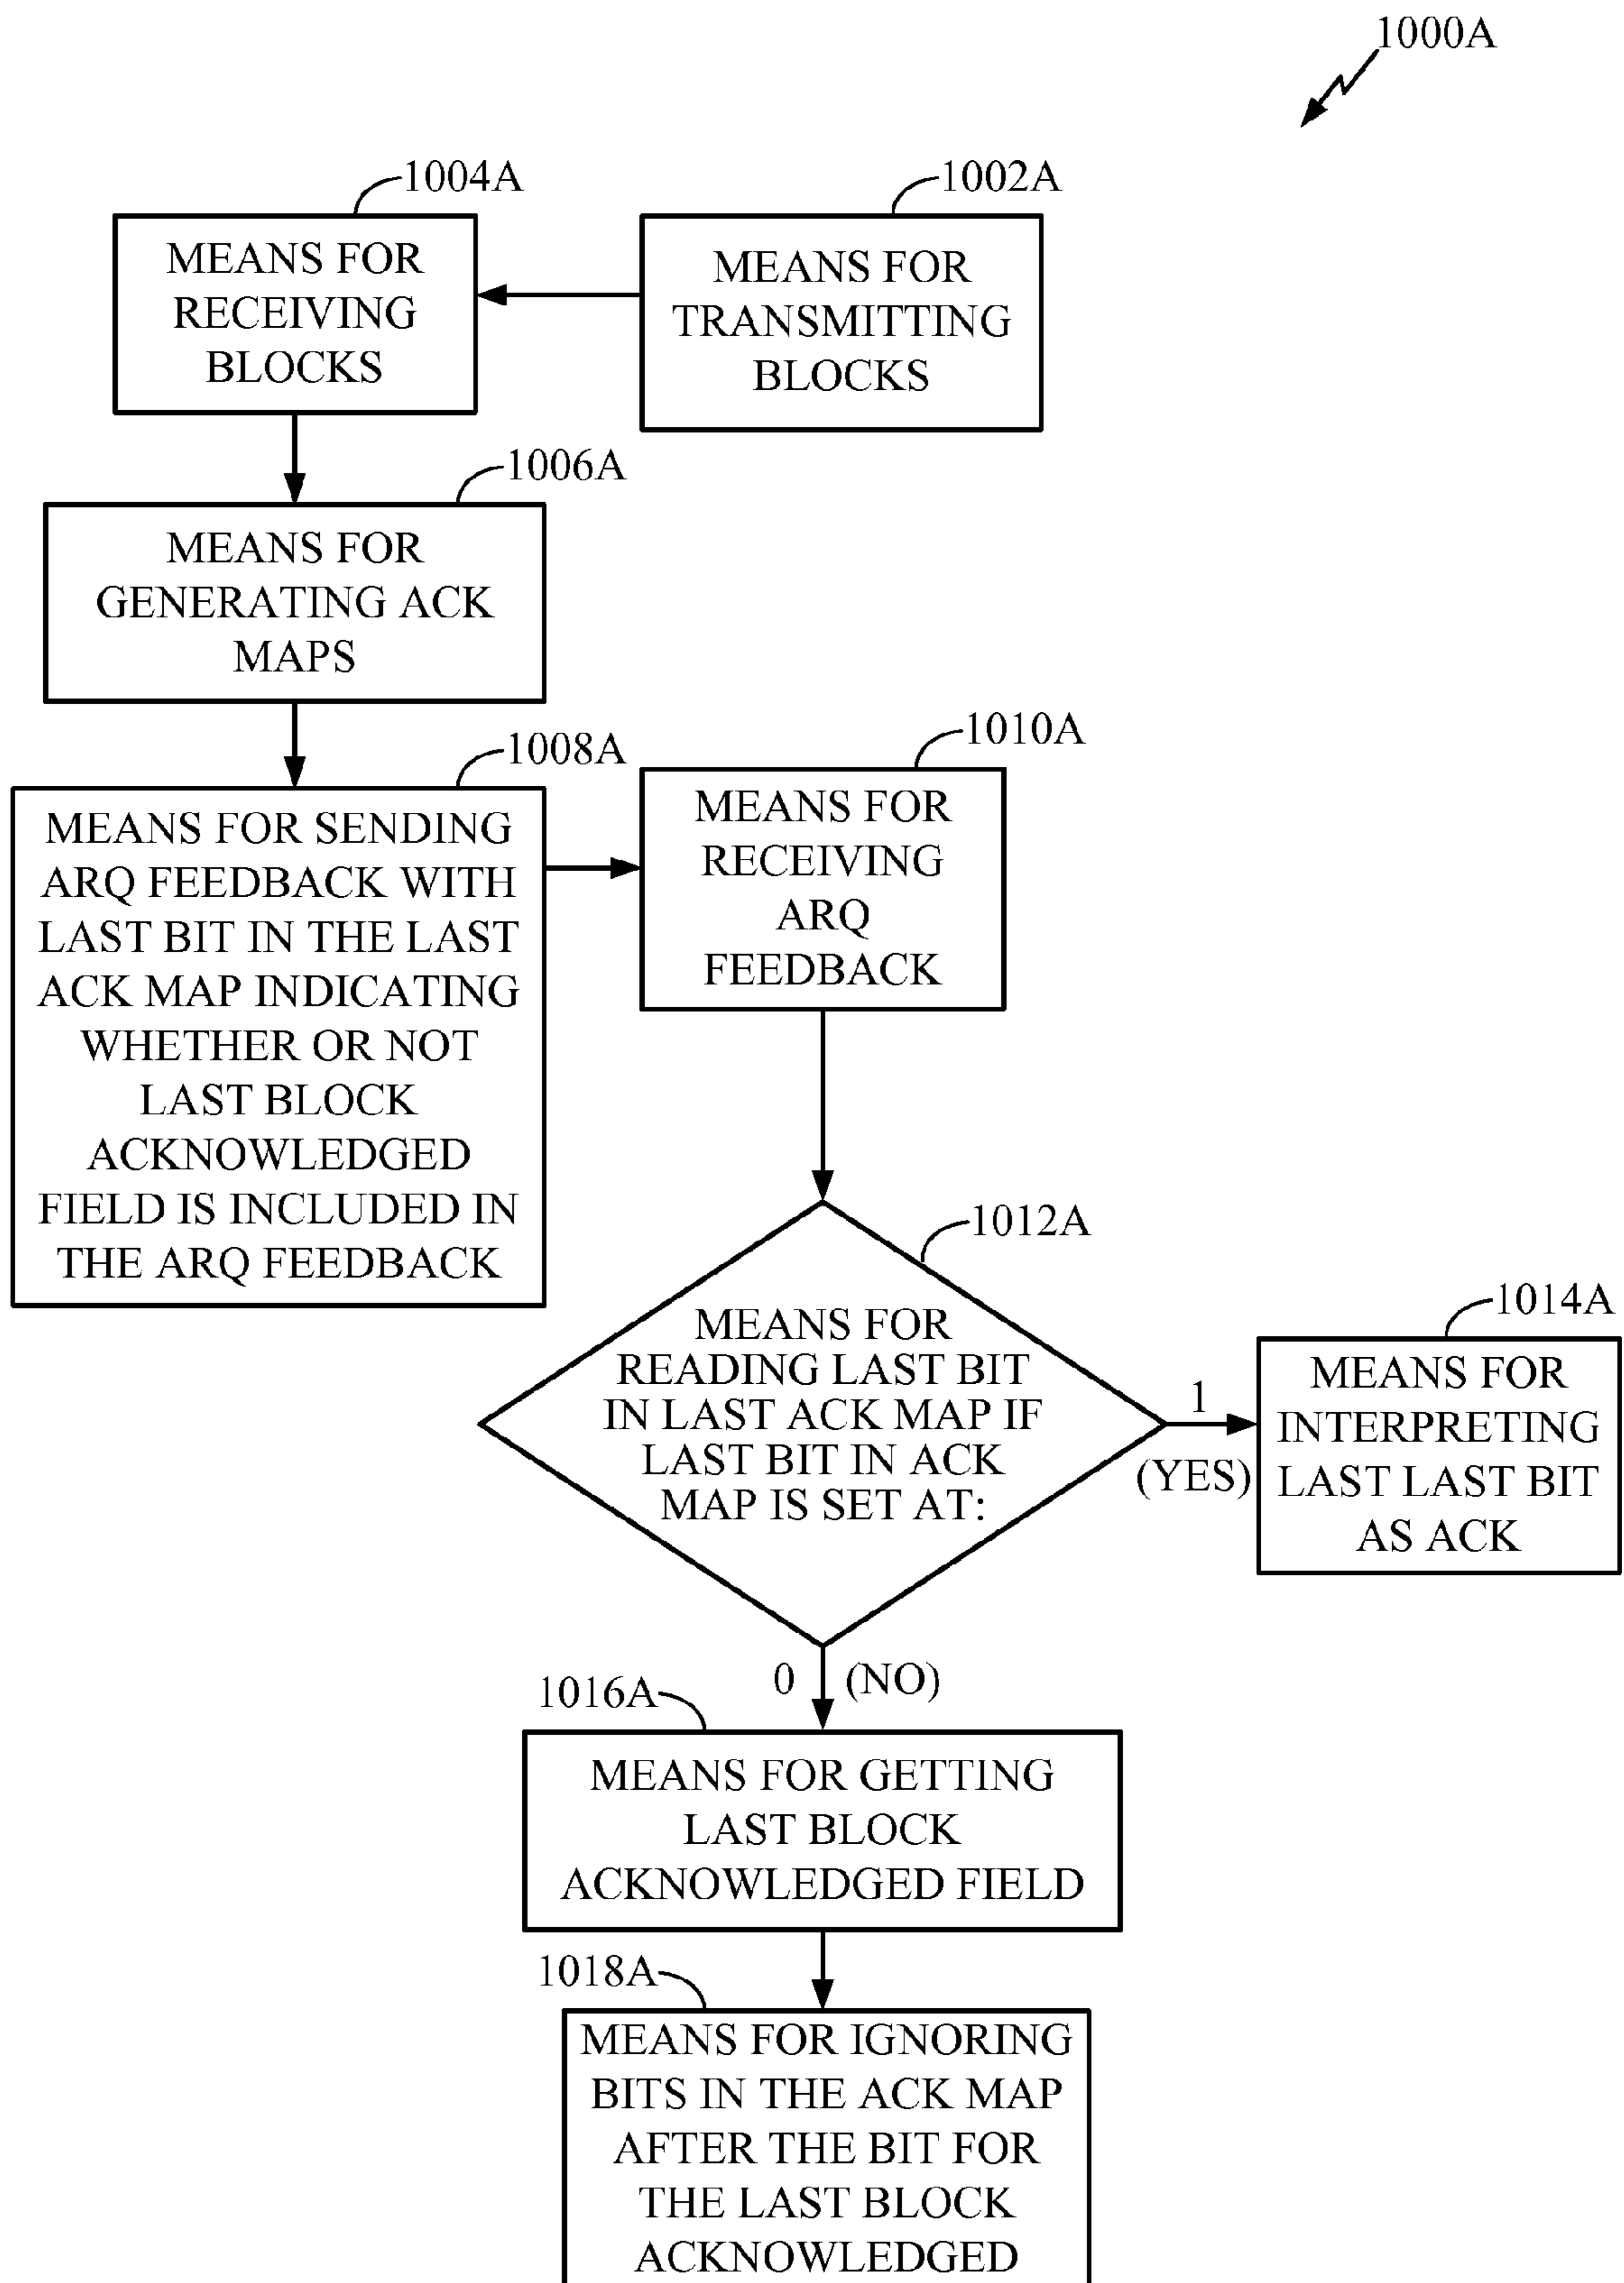 1000A
1004A
MEANS FOR
RECEIVING
BLOCKS
1002A
MEANS FOR
TRANSMITTING
BLOCKS
1006A
MEANS FOR
GENERATING ACK
MAPS
1008A
MEANS FOR SENDING
ARQ FEEDBACK WITH
LAST BIT IN THE LAST
ACK MAP INDICATING
WHETHER OR NOT
LAST BLOCK
ACKNOWLEDGED
FIELD IS INCLUDED IN
THE ARQ FEEDBACK
1010A
MEANS FOR
RECEIVING
ARQ
FEEDBACK
1012A
MEANS FOR
READING LAST BIT
IN LAST ACK MAP IF
LAST BIT IN ACK
MAP IS SET AT:
1
(YES)
1014A
MEANS FOR
INTERPRETING
LAST LAST BIT
AS ACK
0 (NO)
1016A
MEANS FOR GETTING
LAST BLOCK
ACKNOWLEDGED FIELD
1018A
MEANS FOR IGNORING
BITS IN THE ACK MAP
AFTER THE BIT FOR
THE LAST BLOCK
ACKNOWLEDGED